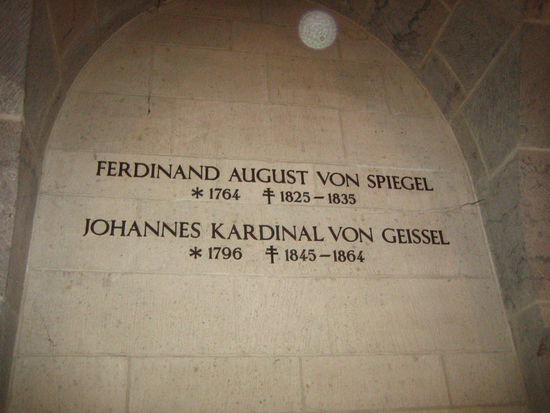 FERDINAND AUGUST VON SPIEGEL
* 1764 ‡ 1825 – 1835
JOHANNES KARDINAL VON GEISSEL
* 1796 ‡ 1845 – 1864